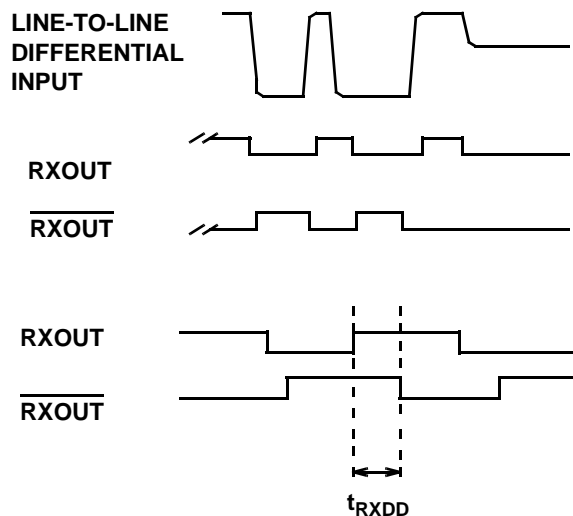 LINE-TO-LINE
DIFFERENTIAL
INPUT
RXOUT
RXOUT
RXOUT
RXOUT
tRXDD